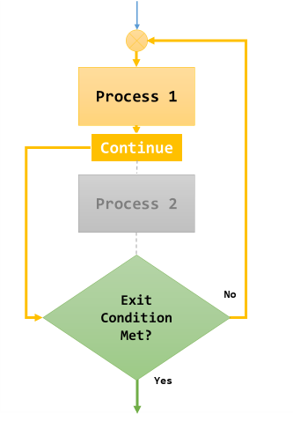 Process 1
Continue
Process 2
Exit
Condition
Met?
No
Yes